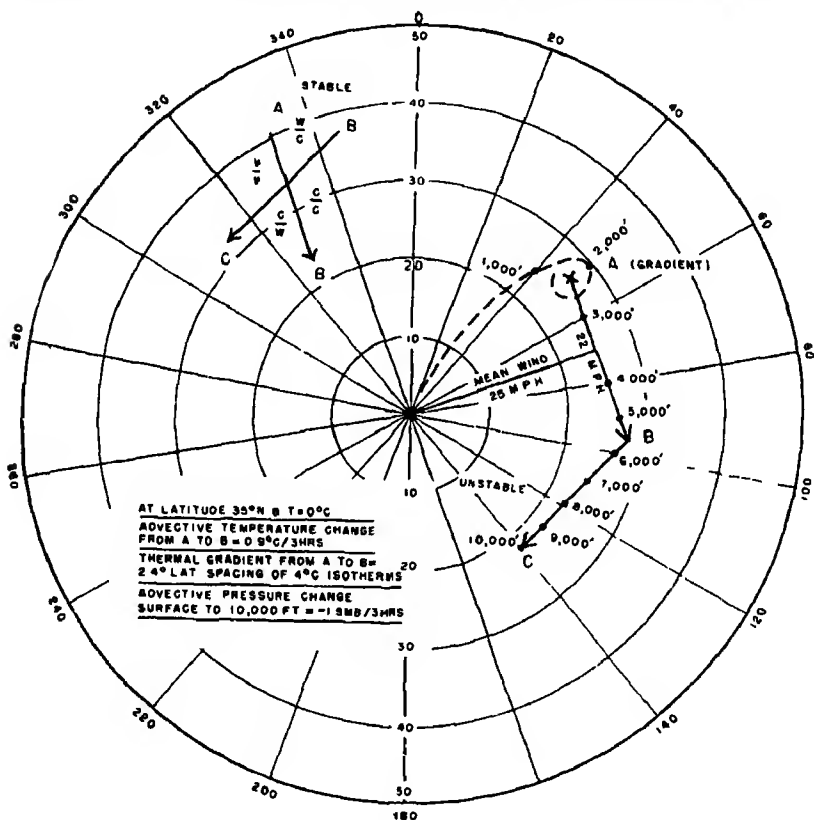 0
340
50
20
STABLE
320
40
40
A
W/C
B
300
30
60
C/C
C/W
C
B
20
2,000'
1,000'
A (GRADIENT)
280
10
3,000'
80
22 MPH
MEAN WIND
25 MPH
4,000'
5,000'
B
260
6,000'
100
10
UNSTABLE
7,000'
8,000'
10,000'
9,000'
C
AT LATITUDE 35°N & T=0°C
ADVECTIVE TEMPERATURE CHANGE
FROM A TO B=0.9°C/3HRS
THERMAL GRADIENT FROM A TO B=
2.4° LAT SPACING OF 4°C ISOTHERMS
ADVECTIVE PRESSURE CHANGE
SURFACE TO 10,000 FT = -1.9MB/3HRS
20
240
120
30
40
140
200
50
180